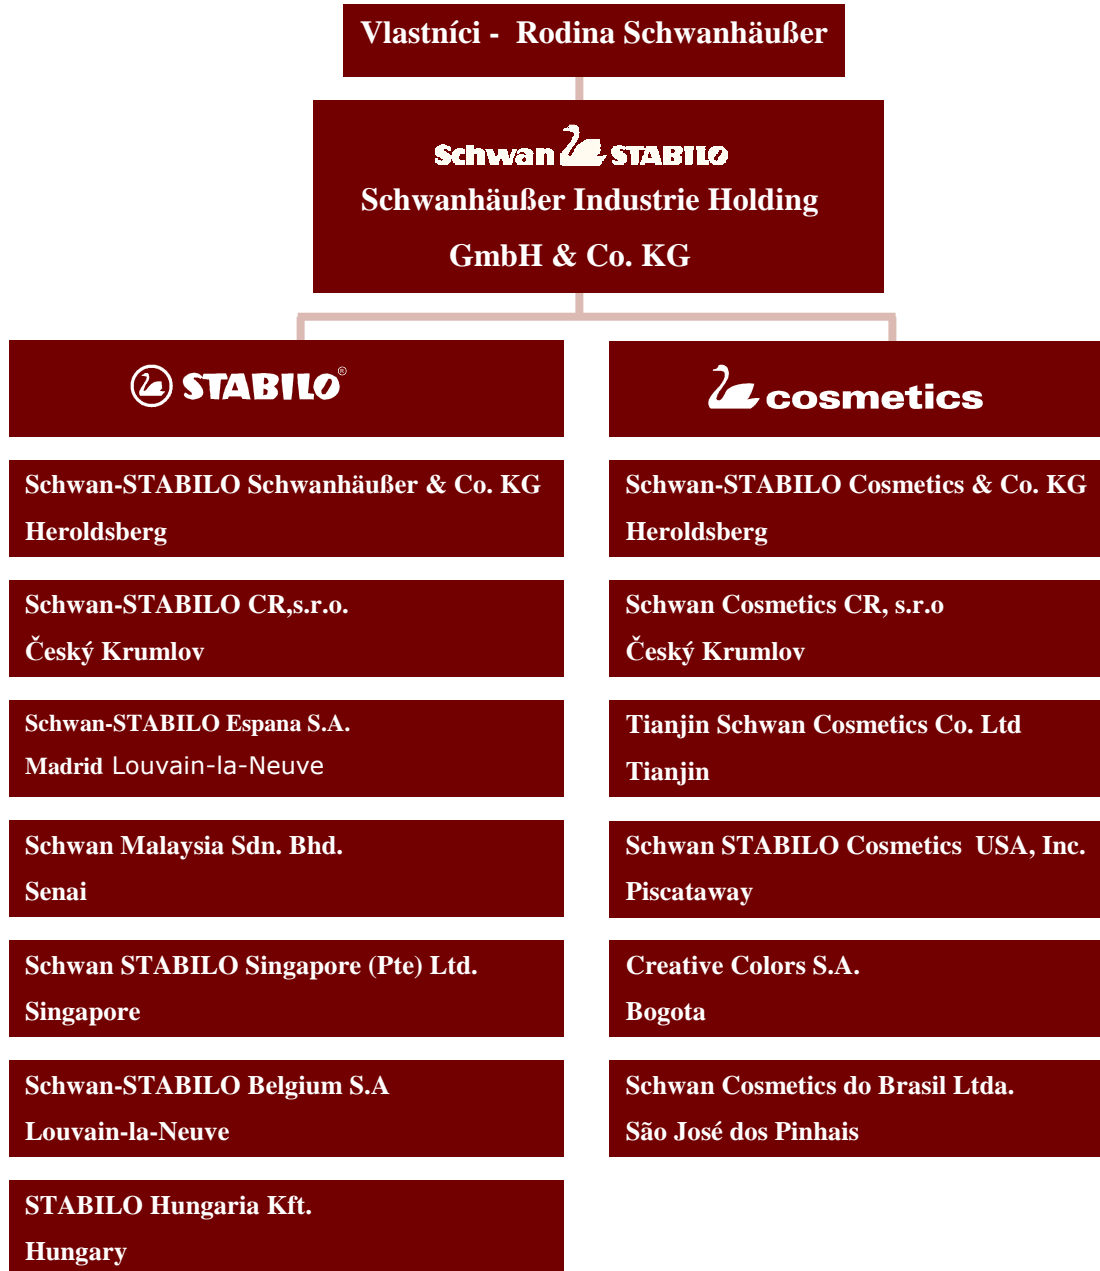 Vlastníci - Rodina Schwanhäußer
Schwan STABILO
Schwanhäußer Industrie Holding
GmbH & Co. KG
STABILO®
Schwan-STABILO Schwanhäußer & Co. KG
Heroldsberg
Schwan-STABILO CR,s.r.o.
Český Krumlov
Schwan-STABILO Espana S.A.
Madrid Louvain-la-Neuve
Schwan Malaysia Sdn. Bhd.
Senai
Schwan STABILO Singapore (Pte) Ltd.
Singapore
Schwan-STABILO Belgium S.A
Louvain-la-Neuve
STABILO Hungaria Kft.
Hungary
cosmetics
Schwan-STABILO Cosmetics & Co. KG
Heroldsberg
Schwan Cosmetics CR, s.r.o
Český Krumlov
Tianjin Schwan Cosmetics Co. Ltd
Tianjin
Schwan STABILO Cosmetics USA, Inc.
Piscataway
Creative Colors S.A.
Bogota
Schwan Cosmetics do Brasil Ltda.
São José dos Pinhais